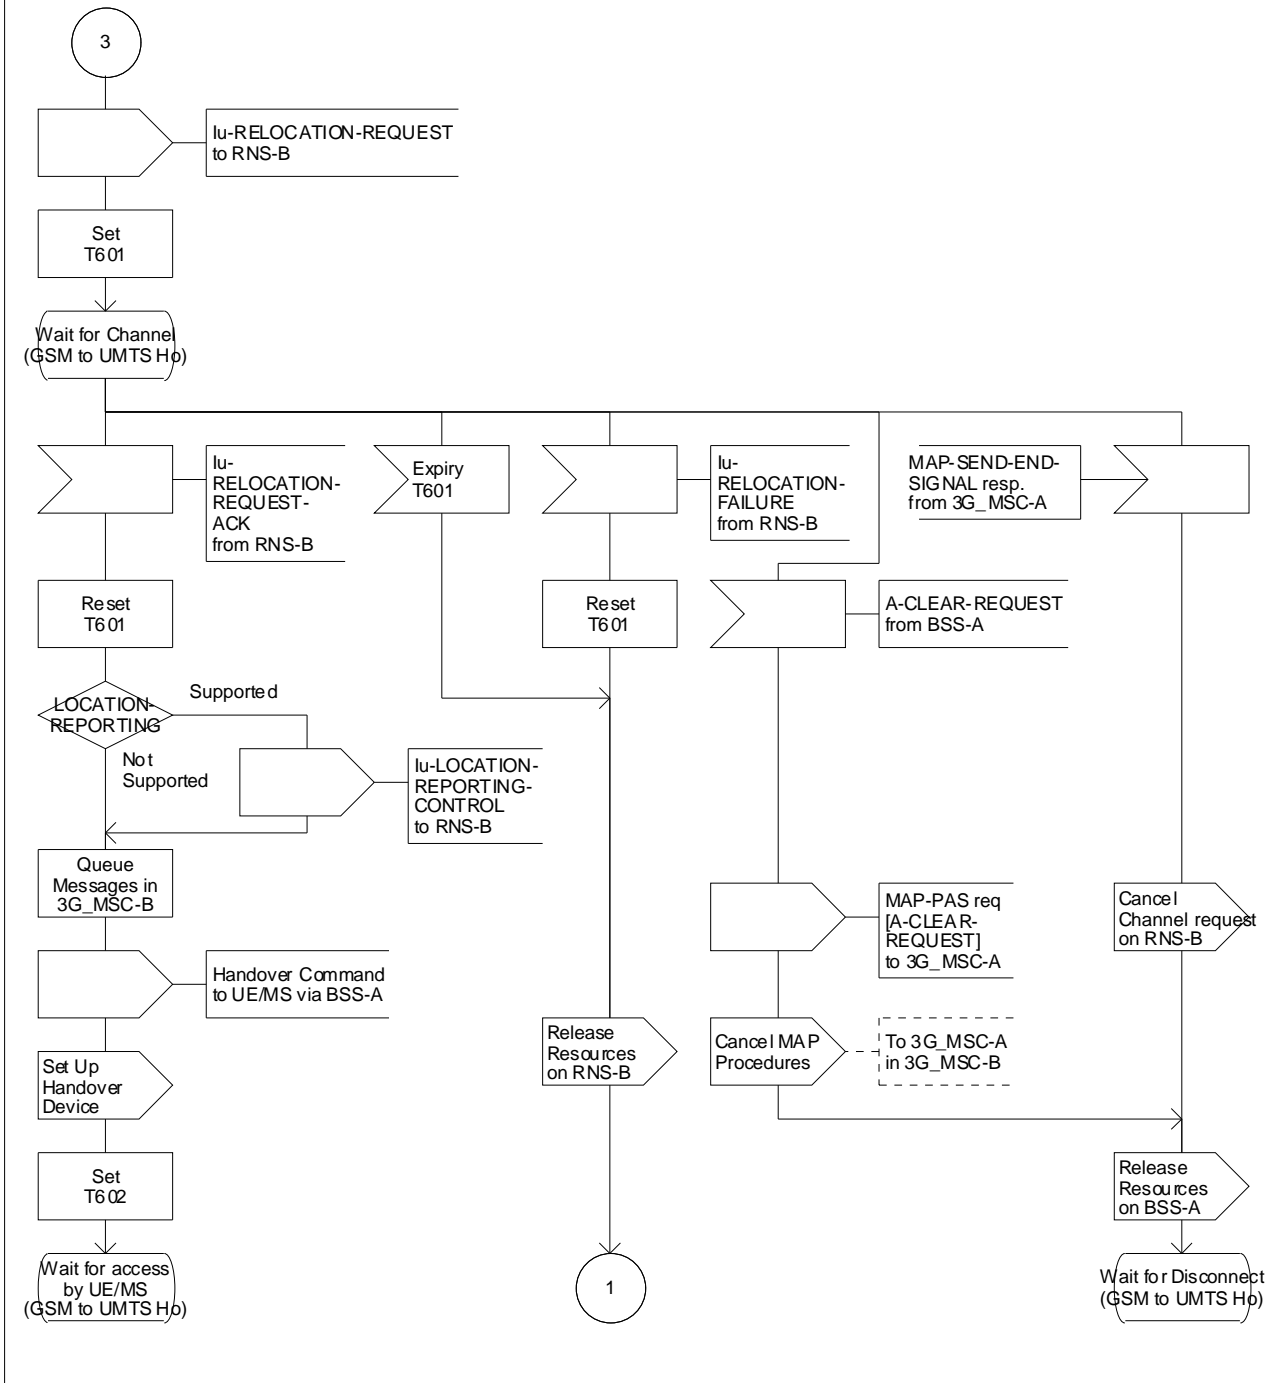 3
Iu-RELOCATION-REQUEST
to RNS-B
Set
T601
Wait for Channel
(GSM to UMTS Ho)
Iu-
RELOCATION-
REQUEST-
ACK
from RNS-B
Expiry
T601
Iu-
RELOCATION-
FAILURE
from RNS-B
MAP-SEND-END-
SIGNAL resp.
from 3G_MSC-A
Reset
T601
Reset
T601
A-CLEAR-REQUEST
from BSS-A
LOCATION-
REPORTING
Supported
Not
Supported
Iu-LOCATION-
REPORTING-
CONTROL
to RNS-B
Queue
Messages in
3G_MSC-B
MAP-PAS req
[A-CLEAR-
REQUEST]
to 3G_MSC-A
Cancel
Channel request
on RNS-B
Handover Command
to UE/MS via BSS-A
Release
Resources
on RNS-B
Cancel MAP
Procedures
To 3G_MSC-A
in 3G_MSC-B
Set Up
Handover
Device
Set
T602
Release
Resources
on BSS-A
Wait for access
by UE/MS
(GSM to UMTS Ho)
1
Wait for Disconnect
(GSM to UMTS Ho)